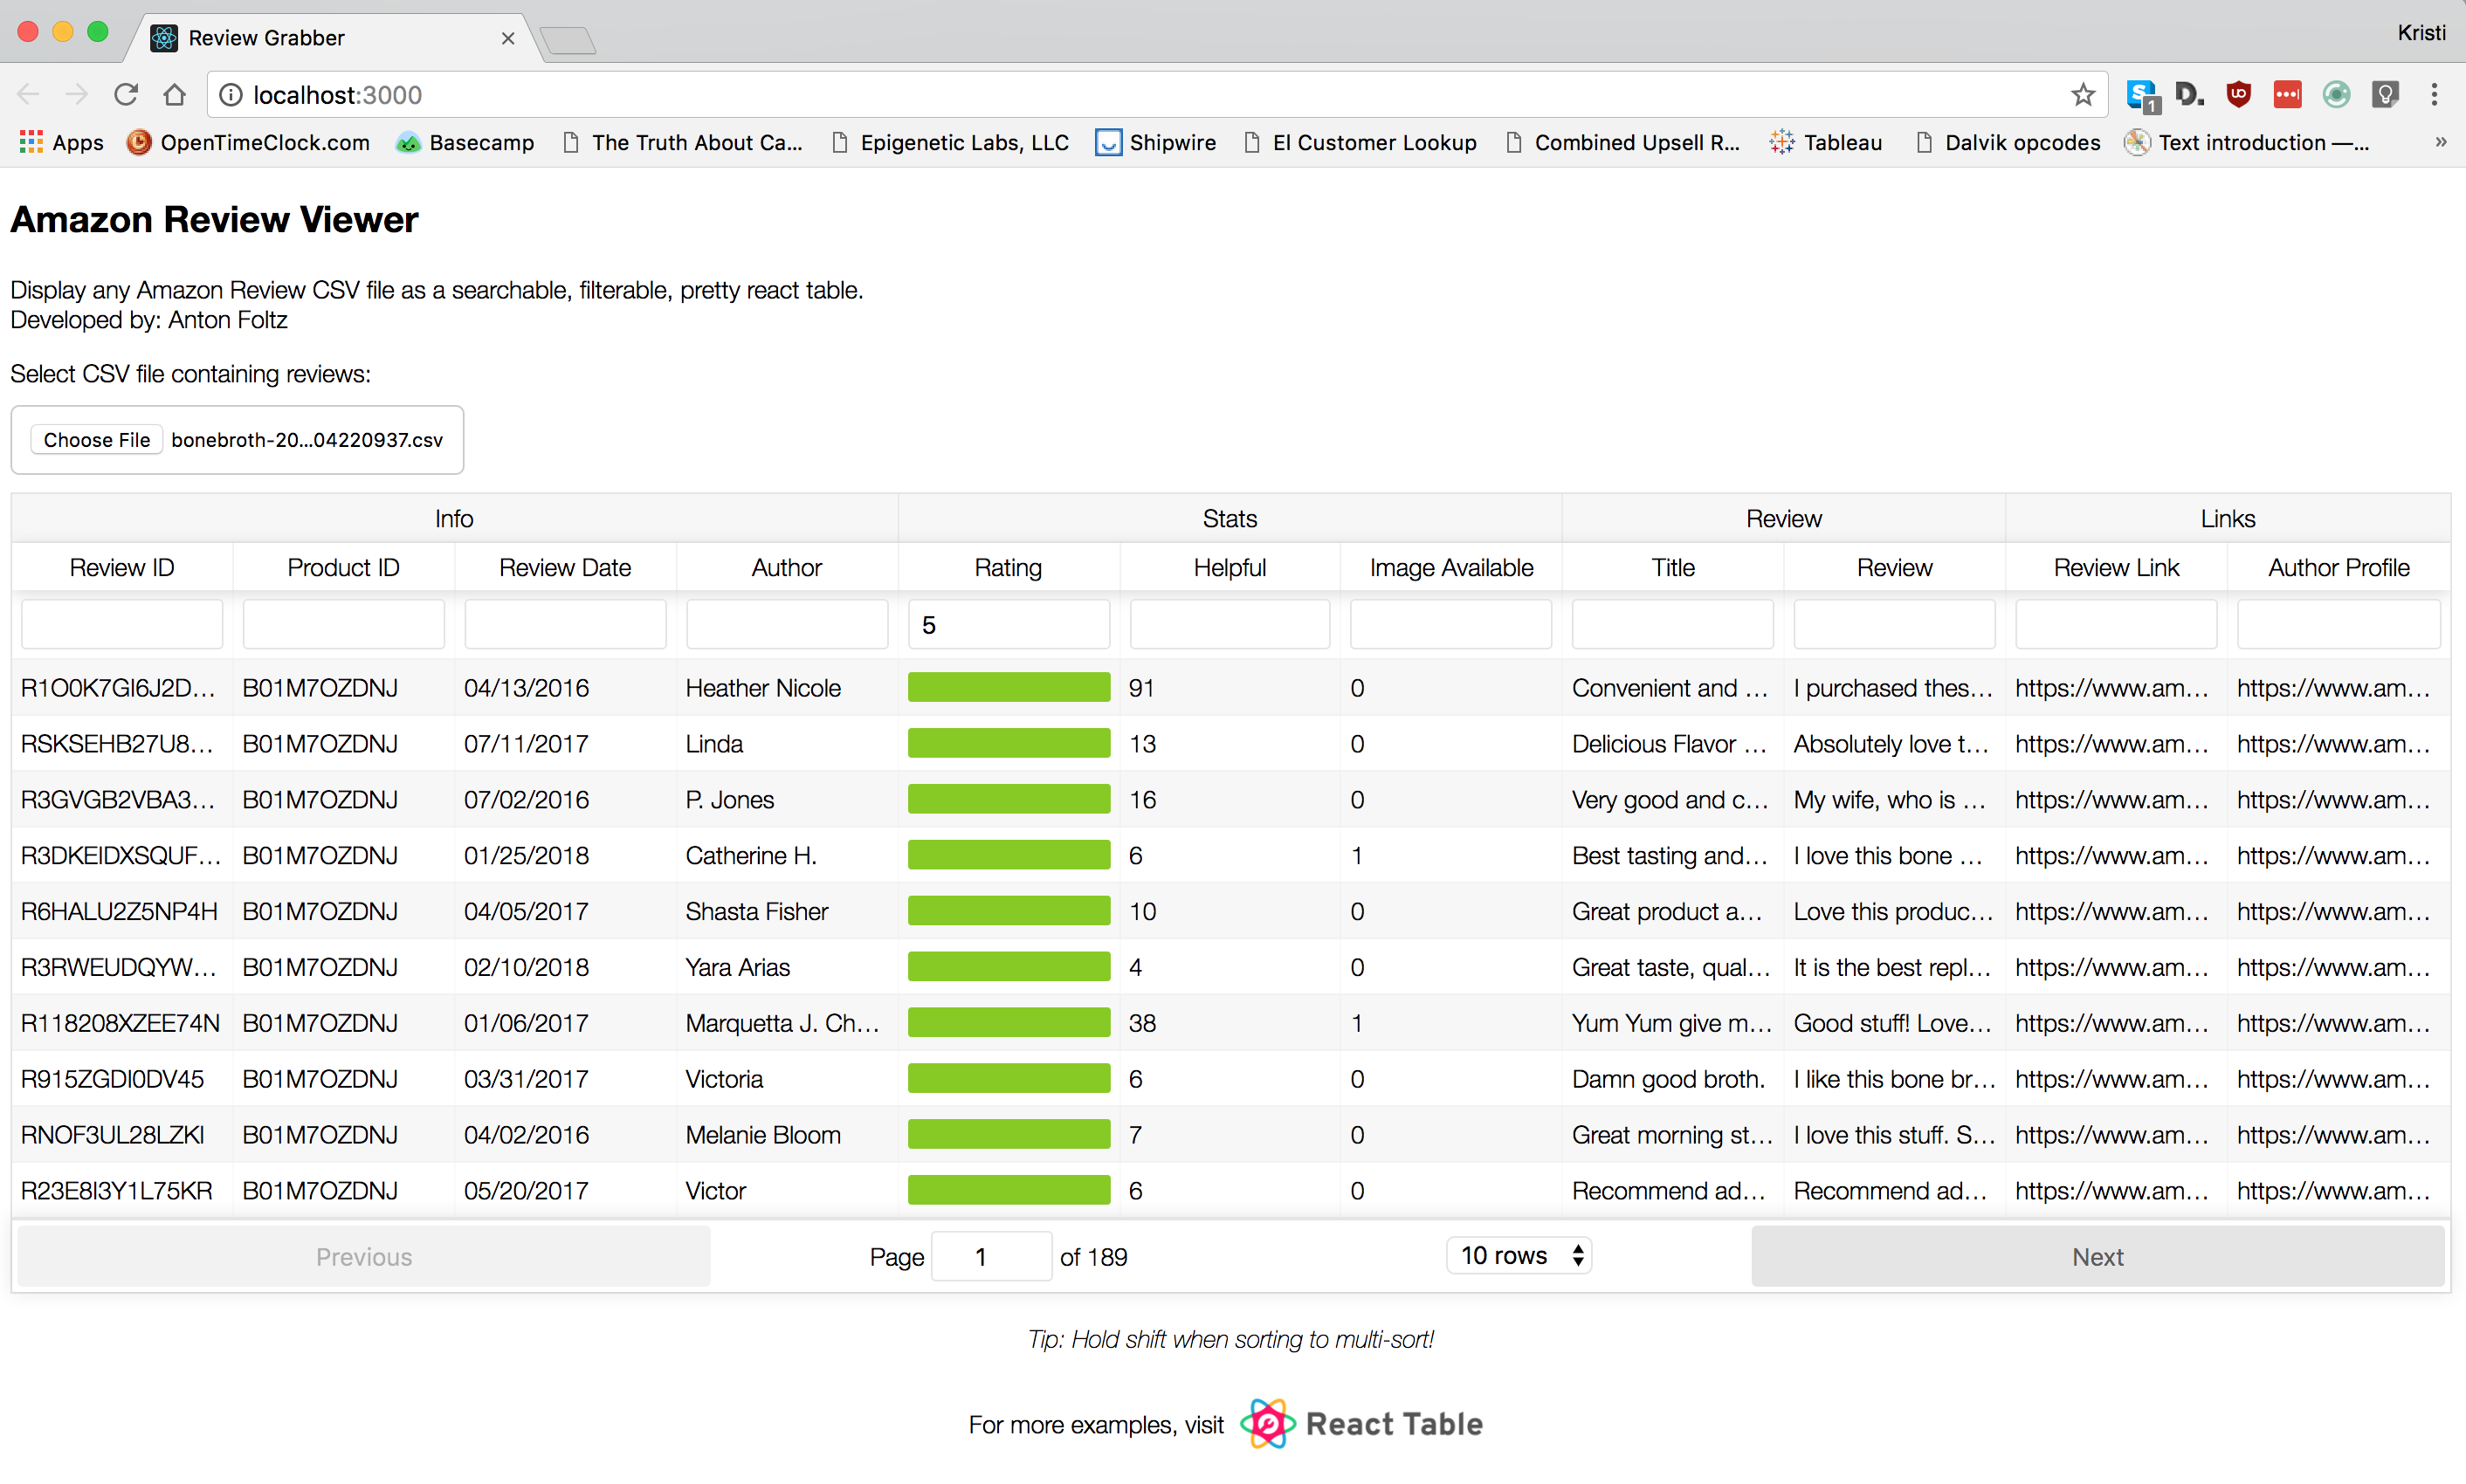 Review Grabber
Kristi
localhost:3000
1
Apps OpenTimeClock.com Basecamp The Truth About Ca... Epigenetic Labs, LLC Shipwire EI Customer Lookup Combined Upsell R... Tableau Dalvik opcodes Text introduction —... »
Amazon Review Viewer
Display any Amazon Review CSV file as a searchable, filterable, pretty react table.
Developed by: Anton Foltz
Select CSV file containing reviews:
Choose File bonebroth-20...04220937.csv
Info Stats Review Links
Review ID Product ID Review Date Author Rating Helpful Image Available Title Review Review Link Author Profile
5
R1O0K7GI6J2D... B01M7OZDNJ 04/13/2016 Heather Nicole 91 0 Convenient and ... I purchased thes... https://www.am... https://www.am...
RSKSEHB27U8... B01M7OZDNJ 07/11/2017 Linda 13 0 Delicious Flavor ... Absolutely love t... https://www.am... https://www.am...
R3GVGB2VBA3... B01M7OZDNJ 07/02/2016 P. Jones 16 0 Very good and c... My wife, who is ... https://www.am... https://www.am...
R3DKEIDXSQUF... B01M7OZDNJ 01/25/2018 Catherine H. 6 1 Best tasting and... I love this bone ... https://www.am... https://www.am...
R6HALU2Z5NP4H B01M7OZDNJ 04/05/2017 Shasta Fisher 10 0 Great product a... Love this produc... https://www.am... https://www.am...
R3RWEUDQYW... B01M7OZDNJ 02/10/2018 Yara Arias 4 0 Great taste, qual... It is the best repl... https://www.am... https://www.am...
R118208XZEE74N B01M7OZDNJ 01/06/2017 Marquetta J. Ch... 38 1 Yum Yum give m... Good stuff! Love... https://www.am... https://www.am...
R915ZGDI0DV45 B01M7OZDNJ 03/31/2017 Victoria 6 0 Damn good broth. I like this bone br... https://www.am... https://www.am...
RNOF3UL28LZKI B01M7OZDNJ 04/02/2016 Melanie Bloom 7 0 Great morning st... I love this stuff. S... https://www.am... https://www.am...
R23E8I3Y1L75KR B01M7OZDNJ 05/20/2017 Victor 6 0 Recommend ad... Recommend ad... https://www.am... https://www.am...
Previous Page 1 of 189 10 rows Next
Tip: Hold shift when sorting to multi-sort!
For more examples, visit React Table